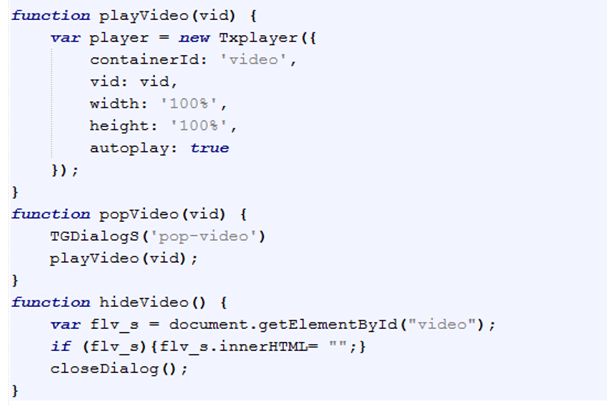 function playVideo(vid) {
    var player = new Txplayer({
        containerId: 'video',
        vid: vid,
        width: '100%',
        height: '100%',
        autoplay: true
    });
}
function popVideo(vid) {
    TGDialogS('pop-video')
    playVideo(vid);
}
function hideVideo() {
    var flv_s = document.getElementById("video");
    if (flv_s){flv_s.innerHTML= "";}
    closeDialog();
}